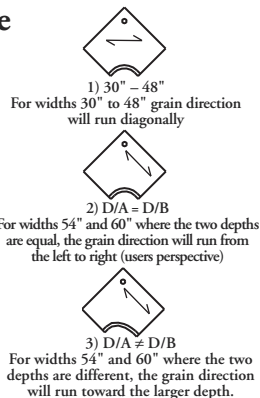 e
1) 30" – 48"
For widths 30" to 48" grain direction
will run diagonally
2) D/A = D/B
For widths 54" and 60" where the two depths
are equal, the grain direction will run from
the left to right (users perspective)
3) D/A ≠ D/B
For widths 54" and 60" where the two
depths are different, the grain direction
will run toward the larger depth.